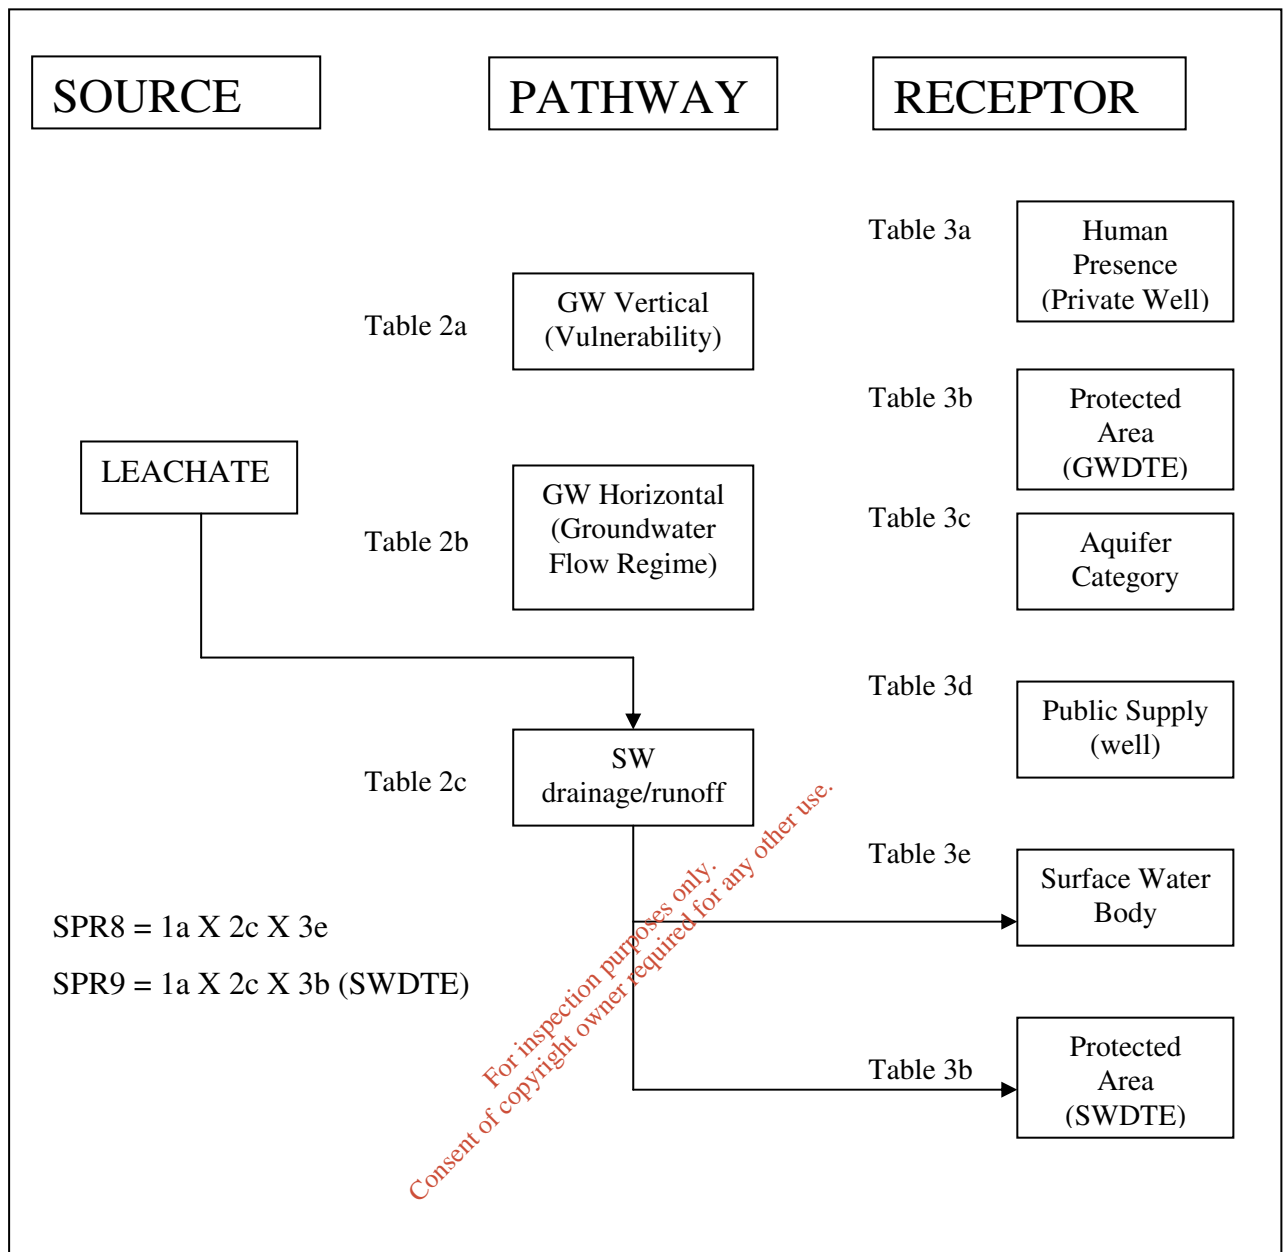 SOURCE
PATHWAY
RECEPTOR
Table 3a
Human
Presence
(Private Well)
Table 2a
GW Vertical
(Vulnerability)
Table 3b
Protected
Area
(GWDTE)
LEACHATE
Table 2b
GW Horizontal
(Groundwater
Flow Regime)
Table 3c
Aquifer
Category
Table 3d
Public Supply
(well)
Table 2c
SW
drainage/runoff
Table 3e
Surface Water
Body
SPR8 = 1a X 2c X 3e
SPR9 = 1a X 2c X 3b (SWDTE)
Table 3b
Protected
Area
(SWDTE)
For inspection purposes only.
Consent of copyright owner required for any other use.